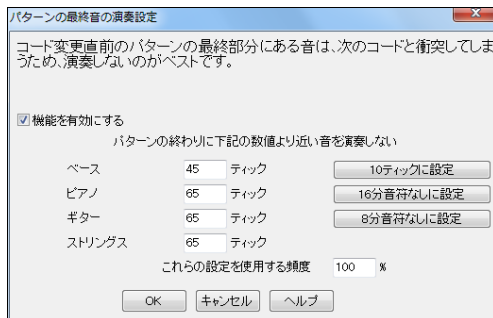 パターンの最終音の演奏設定
コード変更直前のパターンの最終部分にある音は、次のコードと衝突してしま
うため、演奏しないのがベストです。
機能を有効にする
パターンの終わりに下記の数値より近い音を演奏しない
ベース 45 ティック 10ティックに設定
ピアノ 65 ティック 16分音符なしに設定
ギター 65 ティック 8分音符なしに設定
ストリングス 65 ティック
これらの設定を使用する頻度 100 %
OK キャンセル ヘルプ